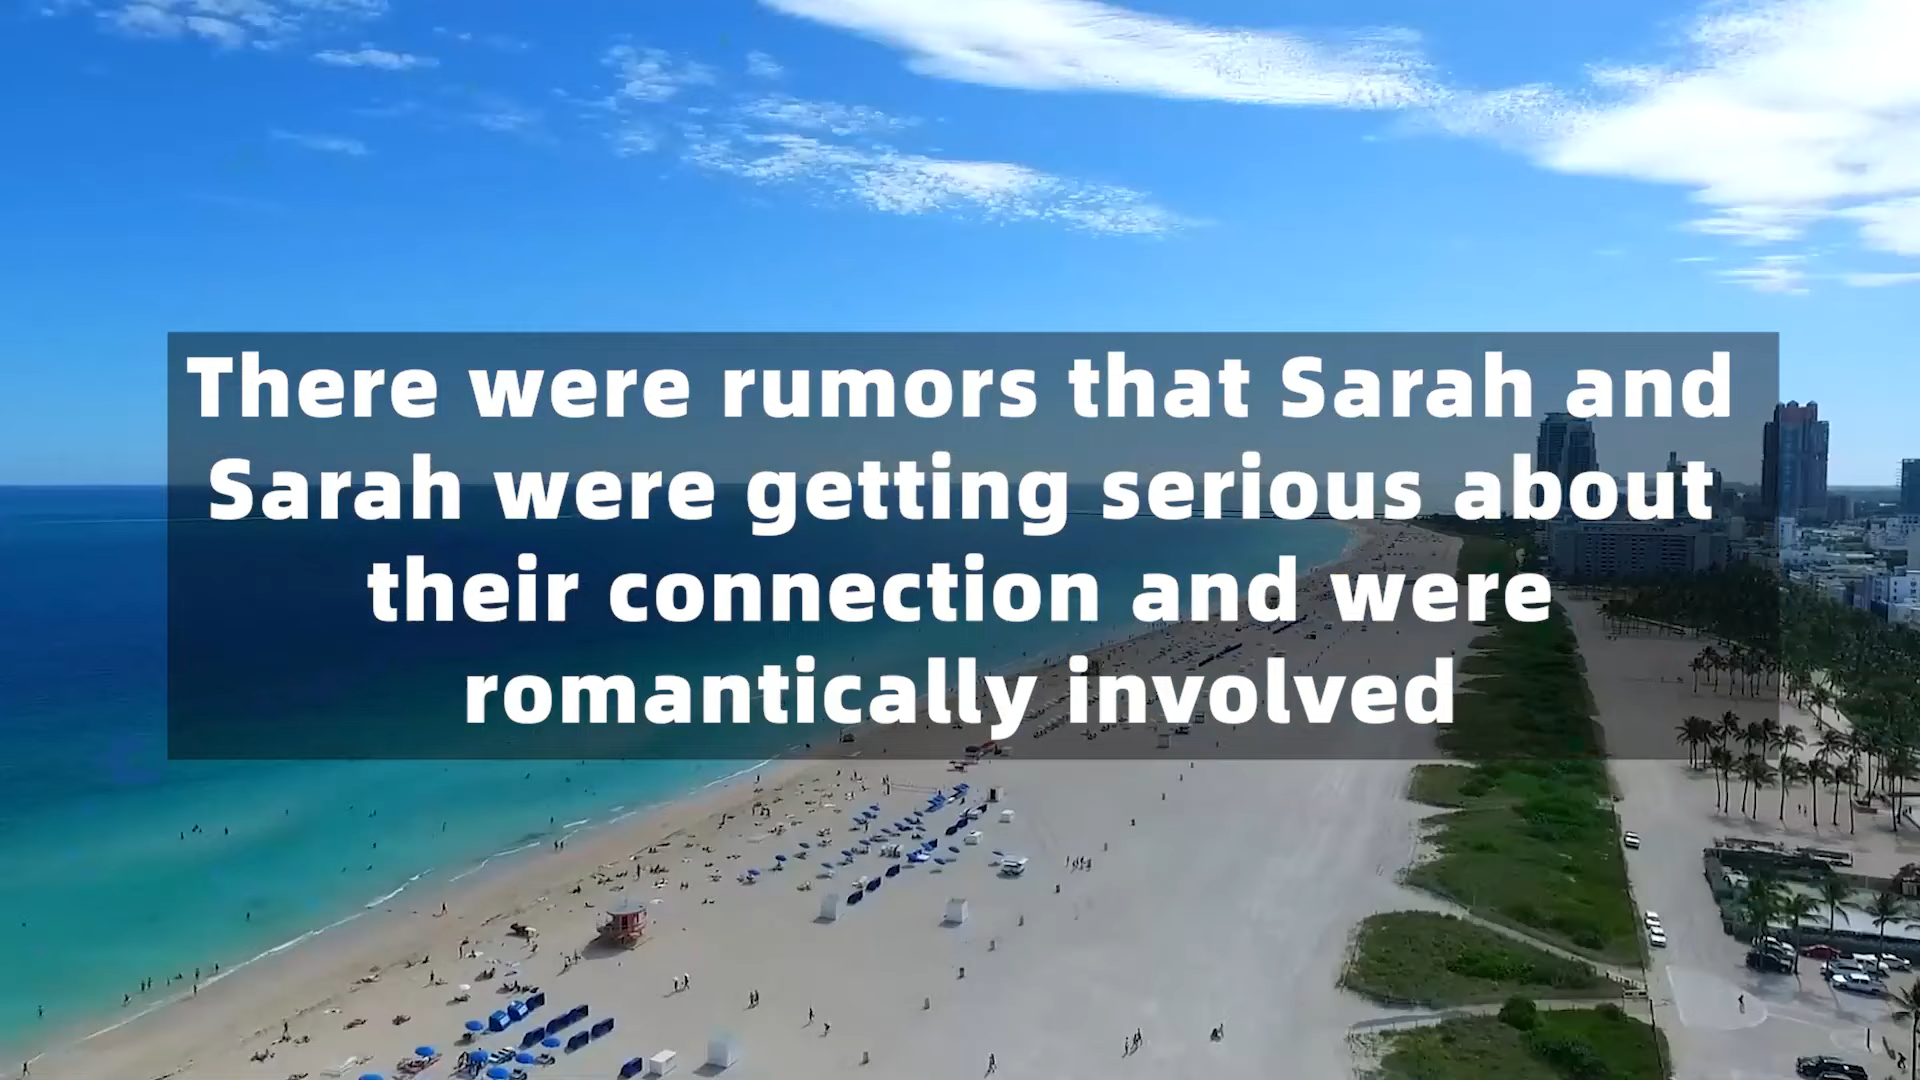 There were rumors that Sarah and
Sarah were getting serious about
their connection and were
romantically involved